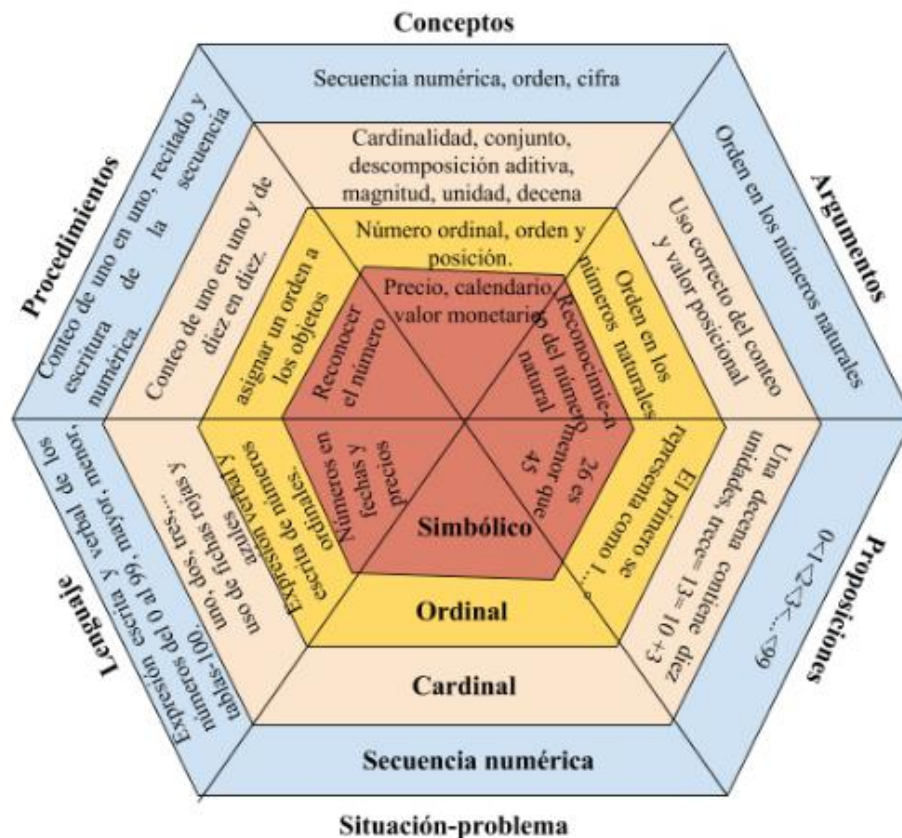 Conceptos
Secuencia numérica, orden, cifra
Cardinalidad, conjunto,
descomposición aditiva,
magnitud, unidad, decena
Número ordinal, orden y
posición.
Precio, calendario,
valor monetario
Argumentos
Orden en los números naturales
Uso correcto del conteo
y valor posicional
Orden en los
números naturales
Reconocimie-n
o del número
natural
Proposiciones
0<1<2<3<...<99
Una decena contiene diez
unidades, trece= 13= 10 +3
El primero se
representa como 1....
26 es
menor que
45
Situación-problema
Secuencia numérica
Cardinal
Ordinal
Simbólico
Lenguaje
Expresión escrita y verbal de los
números del 0 al 99, mayor, menor,
tablas-100.
uno, dos, tres,...
uso de fichas rojas y
azules
Expresión verbal y
escrita de números
ordinales.
Números en
fechas y
precios
Procedimientos
Conteo de uno en uno, recitado y
escritura de la secuencia
numérica.
Conteo de uno en uno y de
diez en diez.
asignar un orden a
los objetos
Reconocer
el número